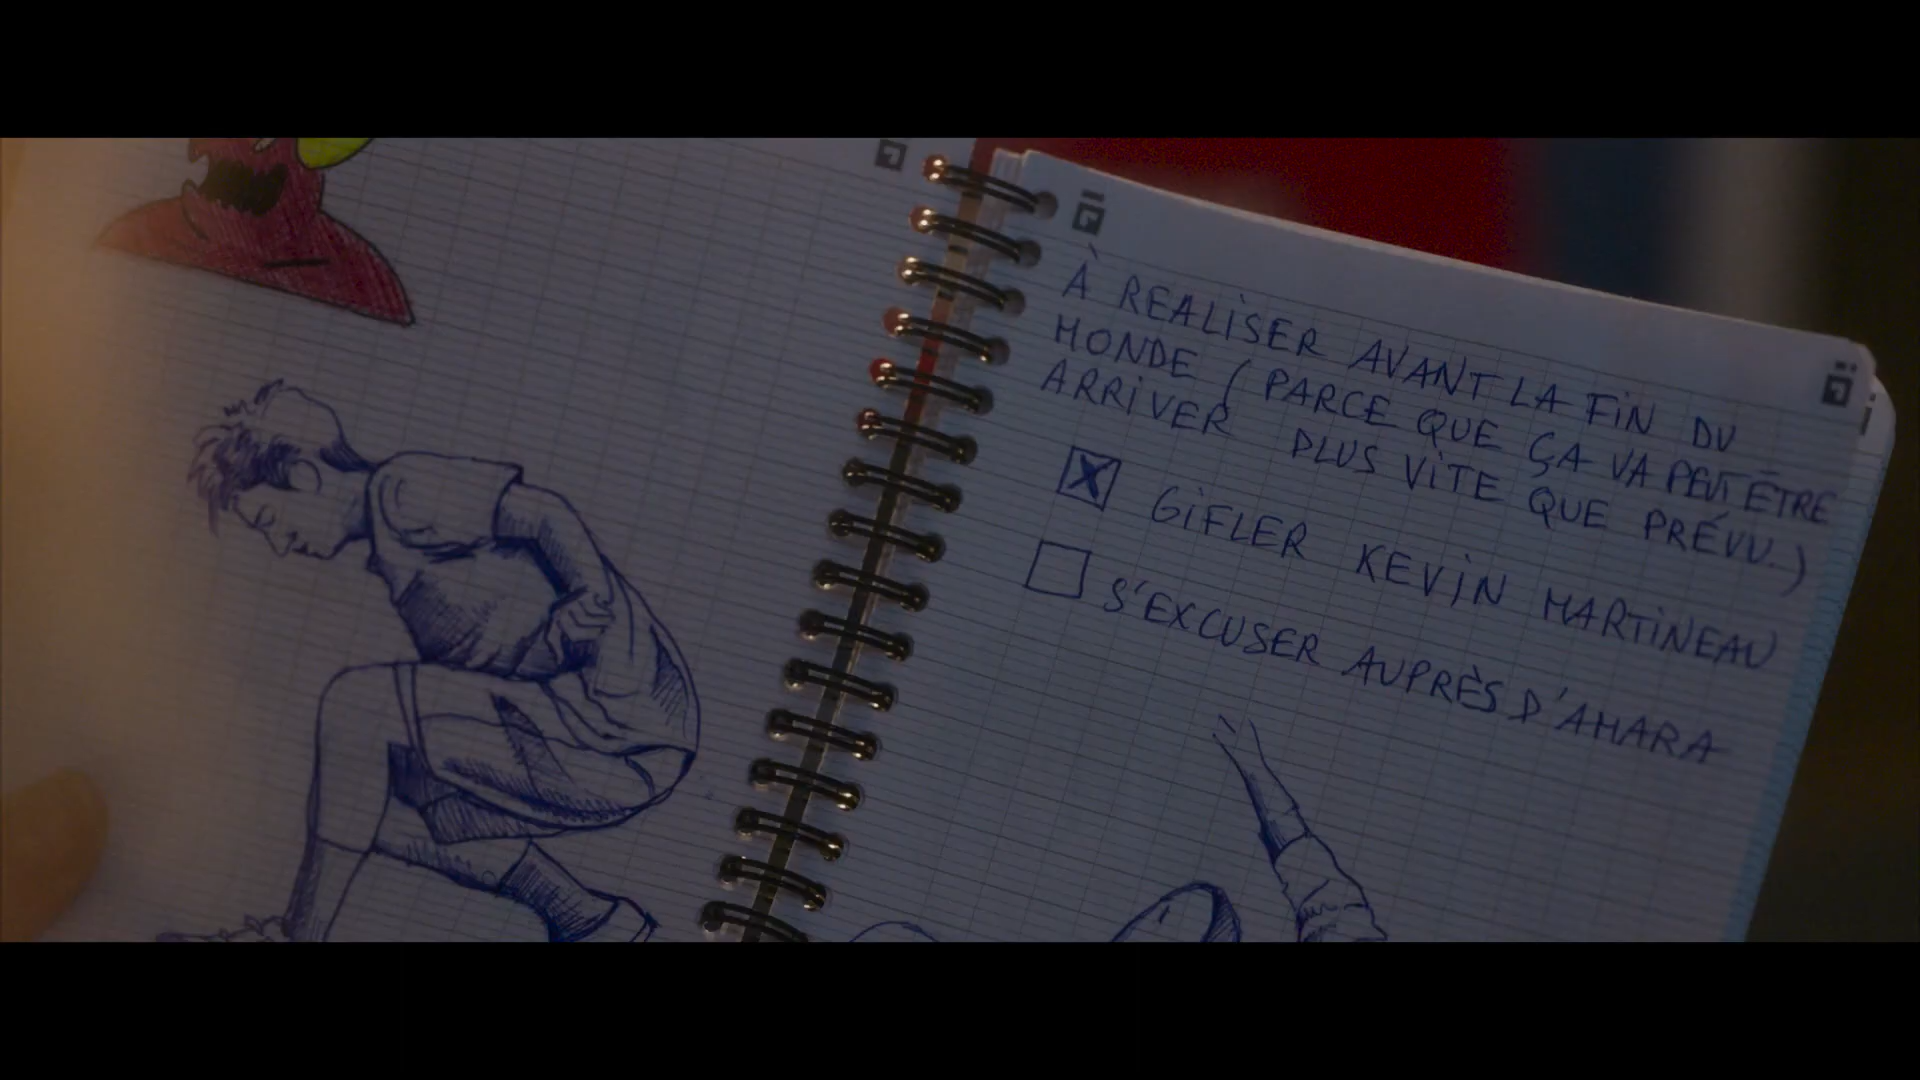 À REALISER AVANT LA FIN DU
MONDE (PARCE QUE ÇA VA PEUT ÊTRE
ARRIVER PLUS VITE QUE PRÉVU.)
GIFLER KEVIN MARTINEAU
S'EXCUSER AUPRÈS D'AMARA